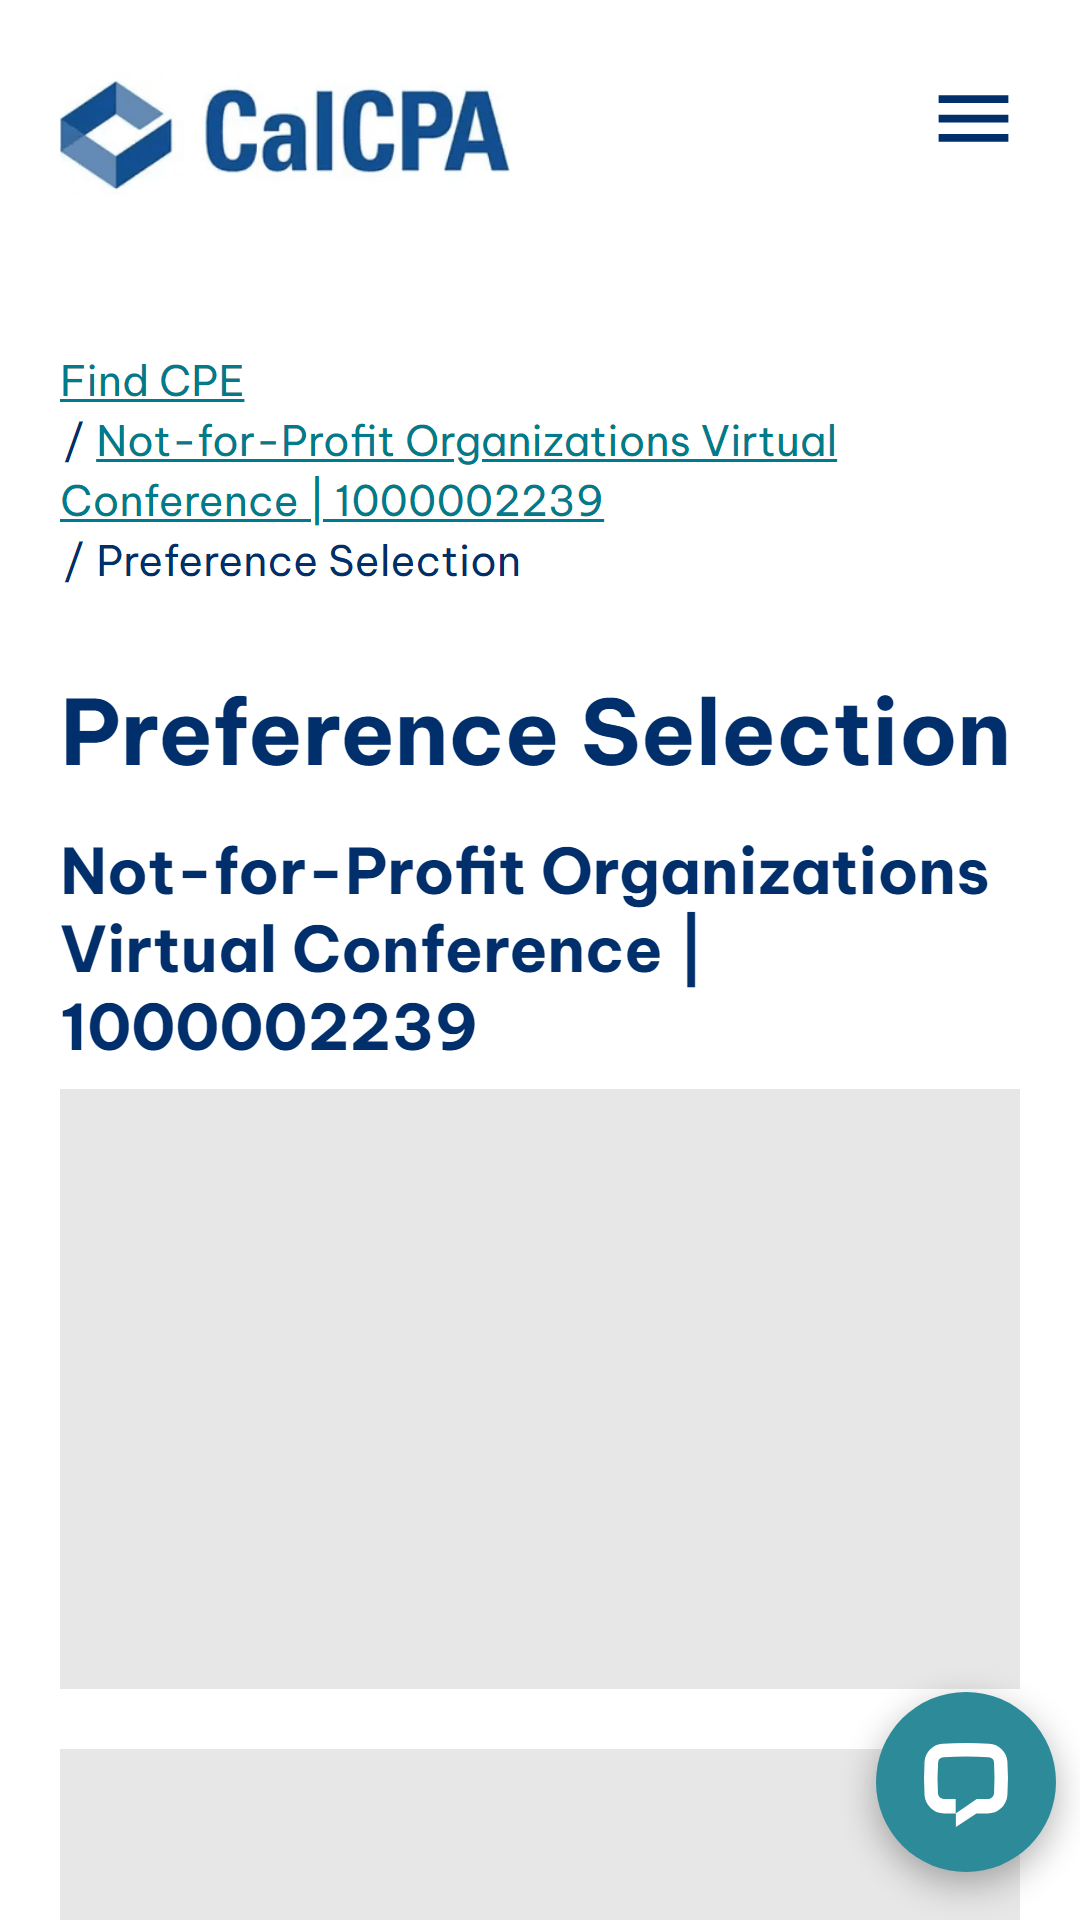 CalCPA
Find CPE
/ Not-for-Profit Organizations Virtual
Conference | 1000002239
/ Preference Selection
Preference Selection
Not-for-Profit Organizations
Virtual Conference |
1000002239